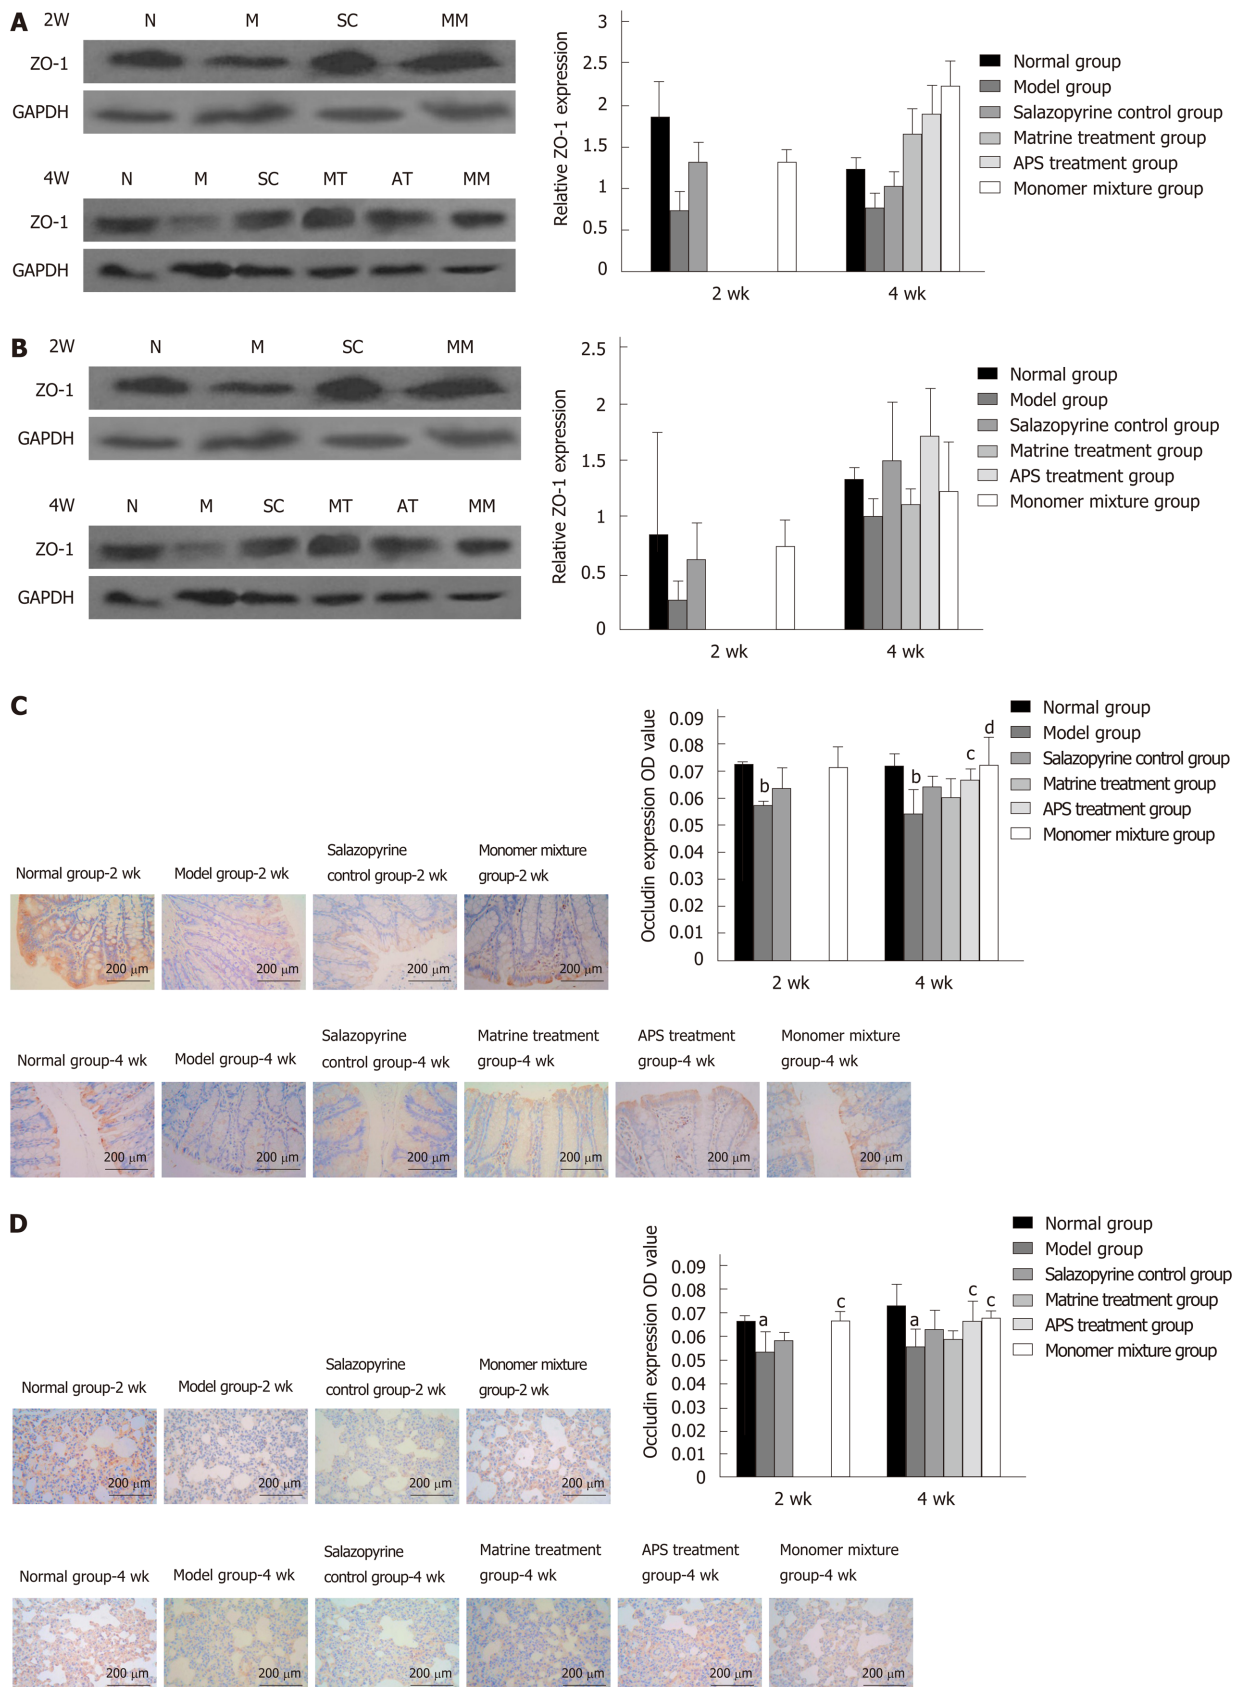 A
2W N M SC MM
ZO-1
GAPDH
4W N M SC MT AT MM
ZO-1
GAPDH
Relative ZO-1 expression
3
2.5
2
1.5
1
0.5
0
2 wk 4 wk
Normal group
Model group
Salazopyrine control group
Matrine treatment group
APS treatment group
Monomer mixture group
B
2W N M SC MM
ZO-1
GAPDH
4W N M SC MT AT MM
ZO-1
GAPDH
Relative ZO-1 expression
2.5
2
1.5
1
0.5
0
2 wk 4 wk
Normal group
Model group
Salazopyrine control group
Matrine treatment group
APS treatment group
Monomer mixture group
C
Occludin expression OD value
0.09
0.08
0.07
0.06
0.05
0.04
0.03
0.02
0.01
0
b
b
c
d
2 wk 4 wk
Normal group
Model group
Salazopyrine control group
Matrine treatment group
APS treatment group
Monomer mixture group
Normal group-2 wk
Model group-2 wk
Salazopyrine
control group-2 wk
Monomer mixture
group-2 wk
200 μm
200 μm
200 μm
200 μm
Normal group-4 wk
Model group-4 wk
Salazopyrine
control group-4 wk
Matrine treatment
group-4 wk
APS treatment
group-4 wk
Monomer mixture
group-4 wk
200 μm
200 μm
200 μm
200 μm
200 μm
200 μm
D
Occludin expression OD value
0.09
0.08
0.07
0.06
0.05
0.04
0.03
0.02
0.01
0
a
c
a
c
c
2 wk 4 wk
Normal group
Model group
Salazopyrine control group
Matrine treatment group
APS treatment group
Monomer mixture group
Normal group-2 wk
Model group-2 wk
Salazopyrine
control group-2 wk
Monomer mixture
group-2 wk
200 μm
200 μm
200 μm
200 μm
Normal group-4 wk
Model group-4 wk
Salazopyrine
control group-4 wk
Matrine treatment
group-4 wk
APS treatment
group-4 wk
Monomer mixture
group-4 wk
200 μm
200 μm
200 μm
200 μm
200 μm
200 μm